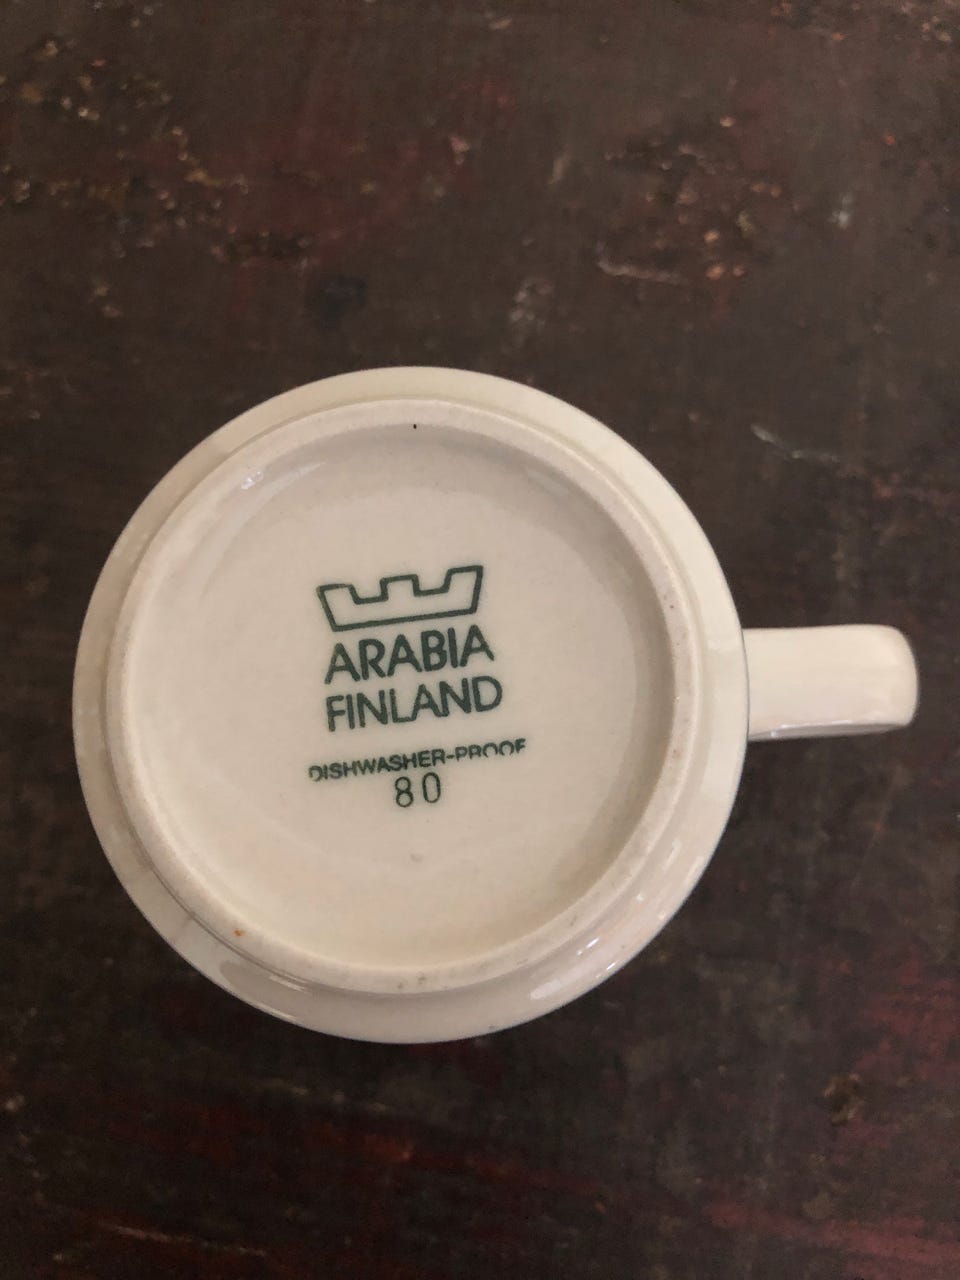 ARABIA
FINLAND
DISHWASHER-PROOF
80